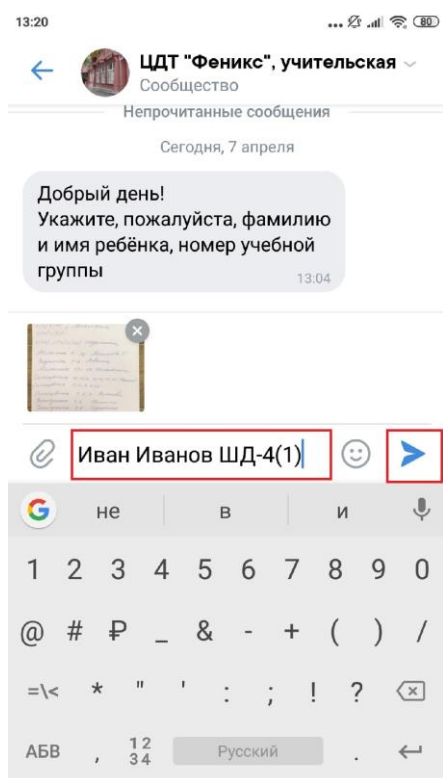 13:20
... 80
ЦДТ "Феникс", учительская
Сообщество
Непрочитанные сообщения
Сегодня, 7 апреля
Добрый день!
Укажите, пожалуйста, фамилию
и имя ребёнка, номер учебной
группы
13:04
Иван Иванов ШД-4(1)
G не в и
1 2 3 4 5 6 7 8 9 0
@ # ₽ _ & - + ( ) /
=\< * " ' : ; ! ?
АБВ , 12 Русский .
34